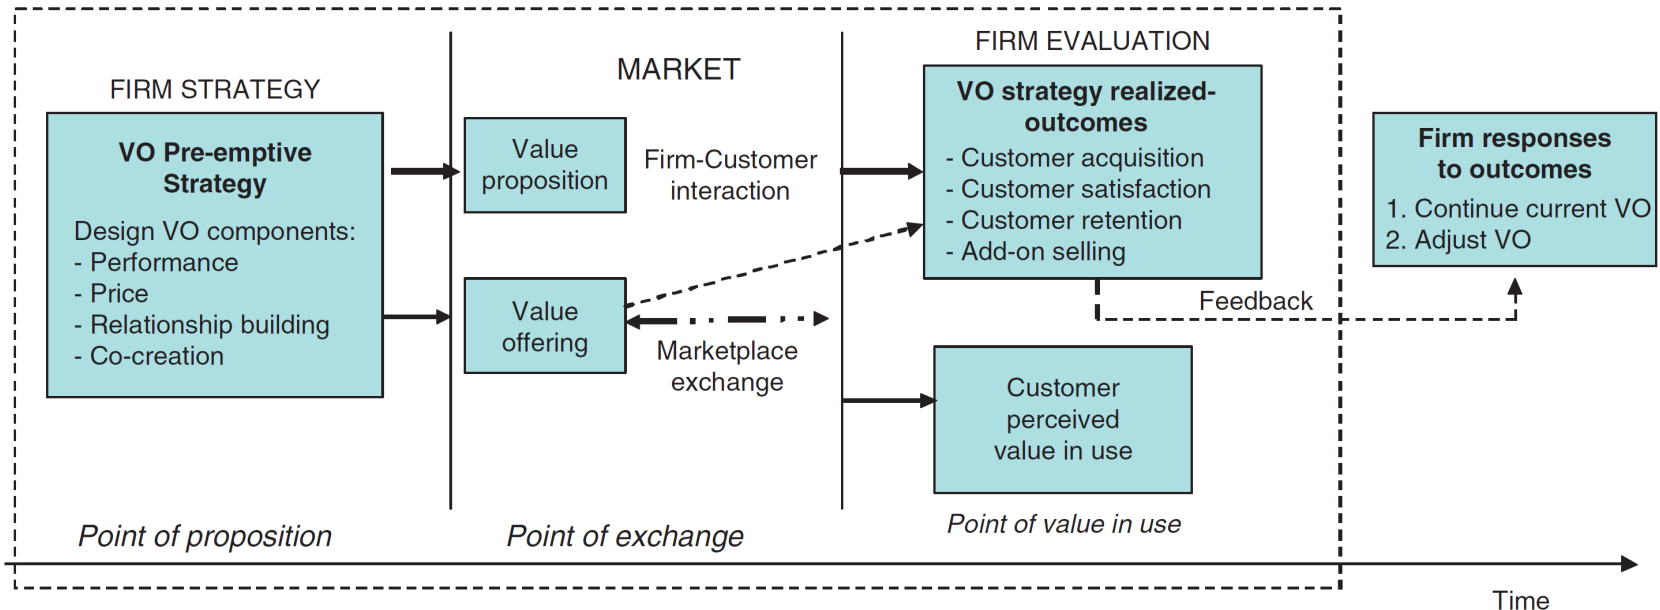 FIRM STRATEGY
VO Pre-emptive
Strategy
Design VO components:
- Performance
- Price
- Relationship building
- Co-creation
Point of proposition
MARKET
Value
proposition
Firm-Customer
interaction
Value
offering
Marketplace
exchange
Point of exchange
FIRM EVALUATION
VO strategy realized-
outcomes
- Customer acquisition
- Customer satisfaction
- Customer retention
- Add-on selling
Feedback
Customer
perceived
value in use
Point of value in use
Firm responses
to outcomes
1. Continue current VO
2. Adjust VO
Time